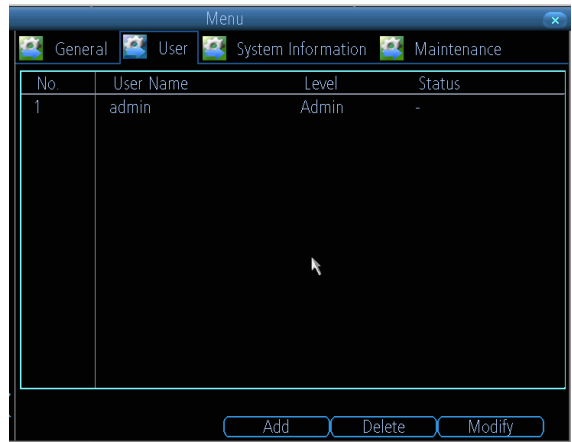 Menu
General User System Information Maintenance
No. User Name Level Status
1 admin Admin -
Add Delete Modify